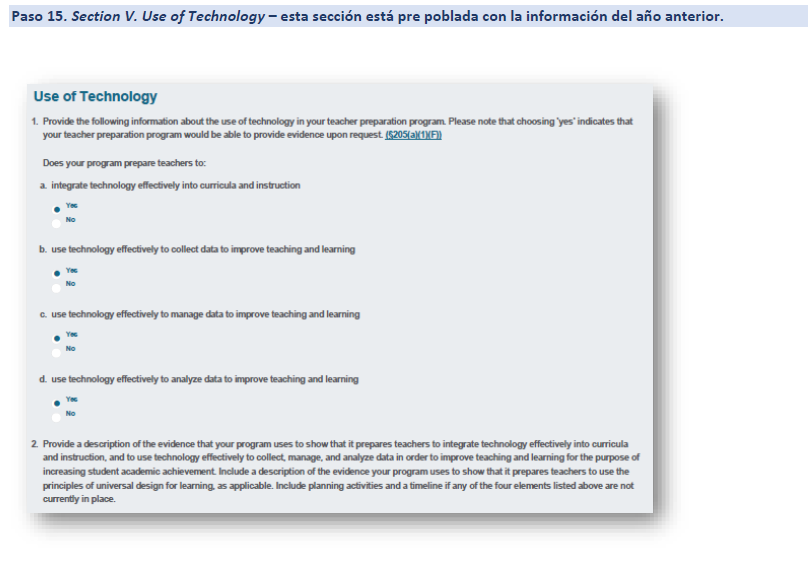 Paso 15. Section V. Use of Technology – esta sección está pre poblada con la información del año anterior.
Use of Technology
1. Provide the following information about the use of technology in your teacher preparation program. Please note that choosing 'yes' indicates that
your teacher preparation program would be able to provide evidence upon request. (§205(a)(1)(F))
Does your program prepare teachers to:
a. integrate technology effectively into curricula and instruction
Yes
No
b. use technology effectively to collect data to improve teaching and learning
Yes
No
c. use technology effectively to manage data to improve teaching and learning
Yes
No
d. use technology effectively to analyze data to improve teaching and learning
Yes
No
2. Provide a description of the evidence that your program uses to show that it prepares teachers to integrate technology effectively into curricula
and instruction, and to use technology effectively to collect, manage, and analyze data in order to improve teaching and learning for the purpose of
increasing student academic achievement. Include a description of the evidence your program uses to show that it prepares teachers to use the
principles of universal design for learning, as applicable. Include planning activities and a timeline if any of the four elements listed above are not
currently in place.